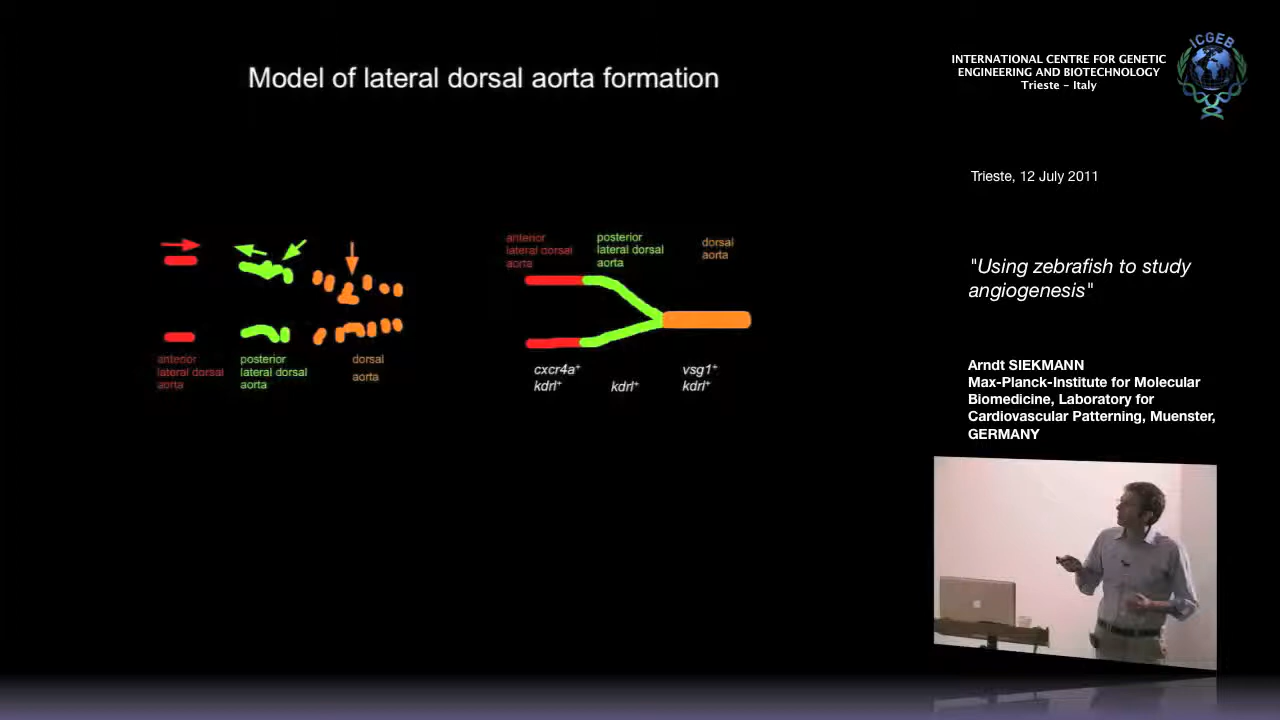 Model of lateral dorsal aorta formation
anterior
lateral dorsal
aorta
posterior
lateral dorsal
aorta
dorsal
aorta
anterior
lateral dorsal
aorta
posterior
lateral dorsal
aorta
dorsal
aorta
cxcr4a⁺
kdrl⁺
kdrl⁺
vsg1⁺
kdrl⁺
INTERNATIONAL CENTRE FOR GENETIC
ENGINEERING AND BIOTECHNOLOGY
Trieste - Italy
ICGEB
Trieste, 12 July 2011
"Using zebrafish to study
angiogenesis"
Arndt SIEKMANN
Max-Planck-Institute for Molecular
Biomedicine, Laboratory for
Cardiovascular Patterning, Muenster,
GERMANY